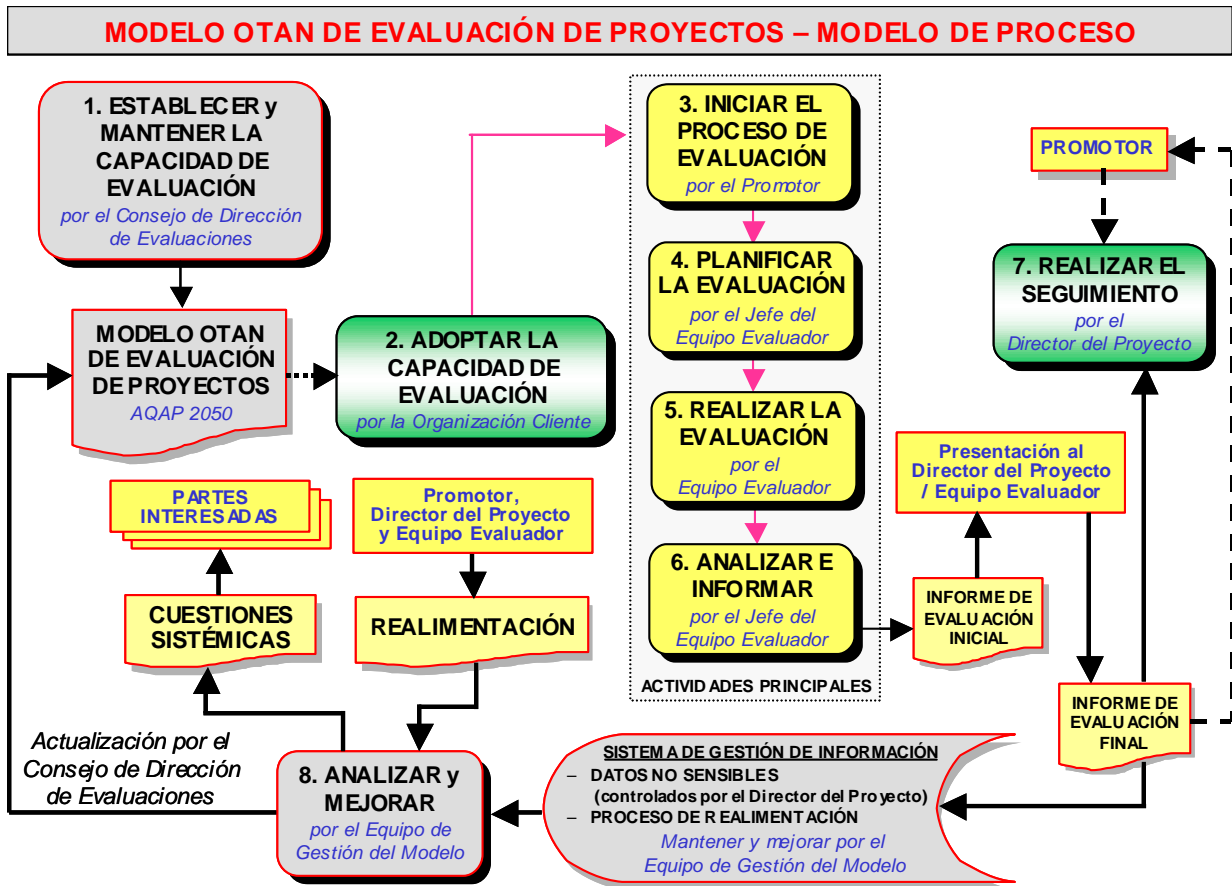 MODELO OTAN DE EVALUACIÓN DE PROYECTOS – MODELO DE PROCESO
1. ESTABLECER y
MANTENER LA
CAPACIDAD DE
EVALUACIÓN
por el Consejo de Dirección
de Evaluaciones
MODELO OTAN
DE EVALUACIÓN
DE PROYECTOS
AQAP 2050
2. ADOPTAR LA
CAPACIDAD DE
EVALUACIÓN
por la Organización Cliente
3. INICIAR EL
PROCESO DE
EVALUACIÓN
por el Promotor
4. PLANIFICAR
LA EVALUACIÓN
por el Jefe del
Equipo Evaluador
5. REALIZAR LA
EVALUACIÓN
por el
Equipo Evaluador
6. ANALIZAR E
INFORMAR
por el Jefe del
Equipo Evaluador
ACTIVIDADES PRINCIPALES
PROMOTOR
7. REALIZAR EL
SEGUIMIENTO
por el
Director del Proyecto
Presentación al
Director del Proyecto
/ Equipo Evaluador
INFORME DE
EVALUACIÓN
INICIAL
INFORME DE
EVALUACIÓN
FINAL
PARTES
INTERESADAS
CUESTIONES
SISTÉMICAS
Promotor,
Director del Proyecto
y Equipo Evaluador
REALIMENTACIÓN
Actualización por el
Consejo de Dirección
de Evaluaciones
8. ANALIZAR y
MEJORAR
por el Equipo de
Gestión del Modelo
SISTEMA DE GESTIÓN DE INFORMACIÓN
– DATOS NO SENSIBLES
(controlados por el Director del Proyecto)
– PROCESO DE REALIMENTACIÓN
Mantener y mejorar por el
Equipo de Gestión del Modelo